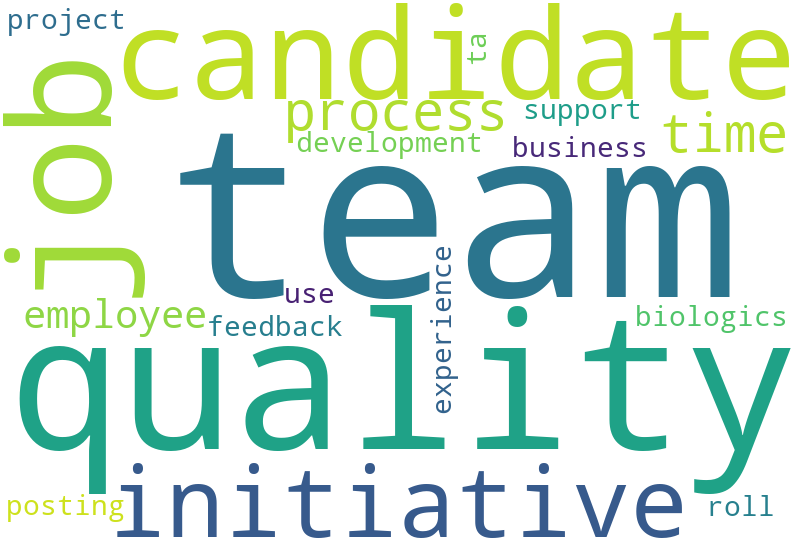 project
candidate
ta
job
process
support
time
development
business
team
experience
use
employee
feedback
biologics
quality
initiative
posting
roll